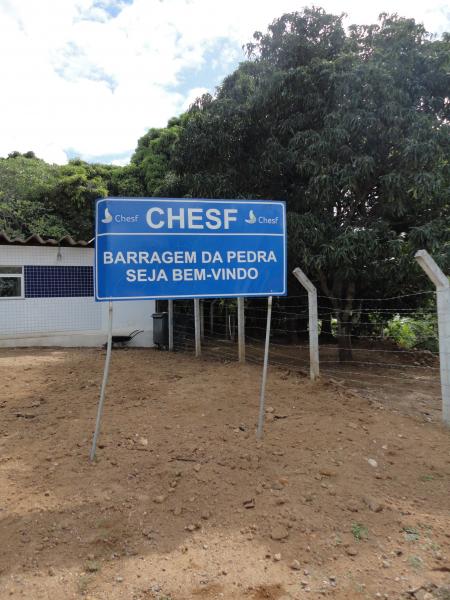 Chesf CHESF Chesf
BARRAGEM DA PEDRA
SEJA BEM-VINDO